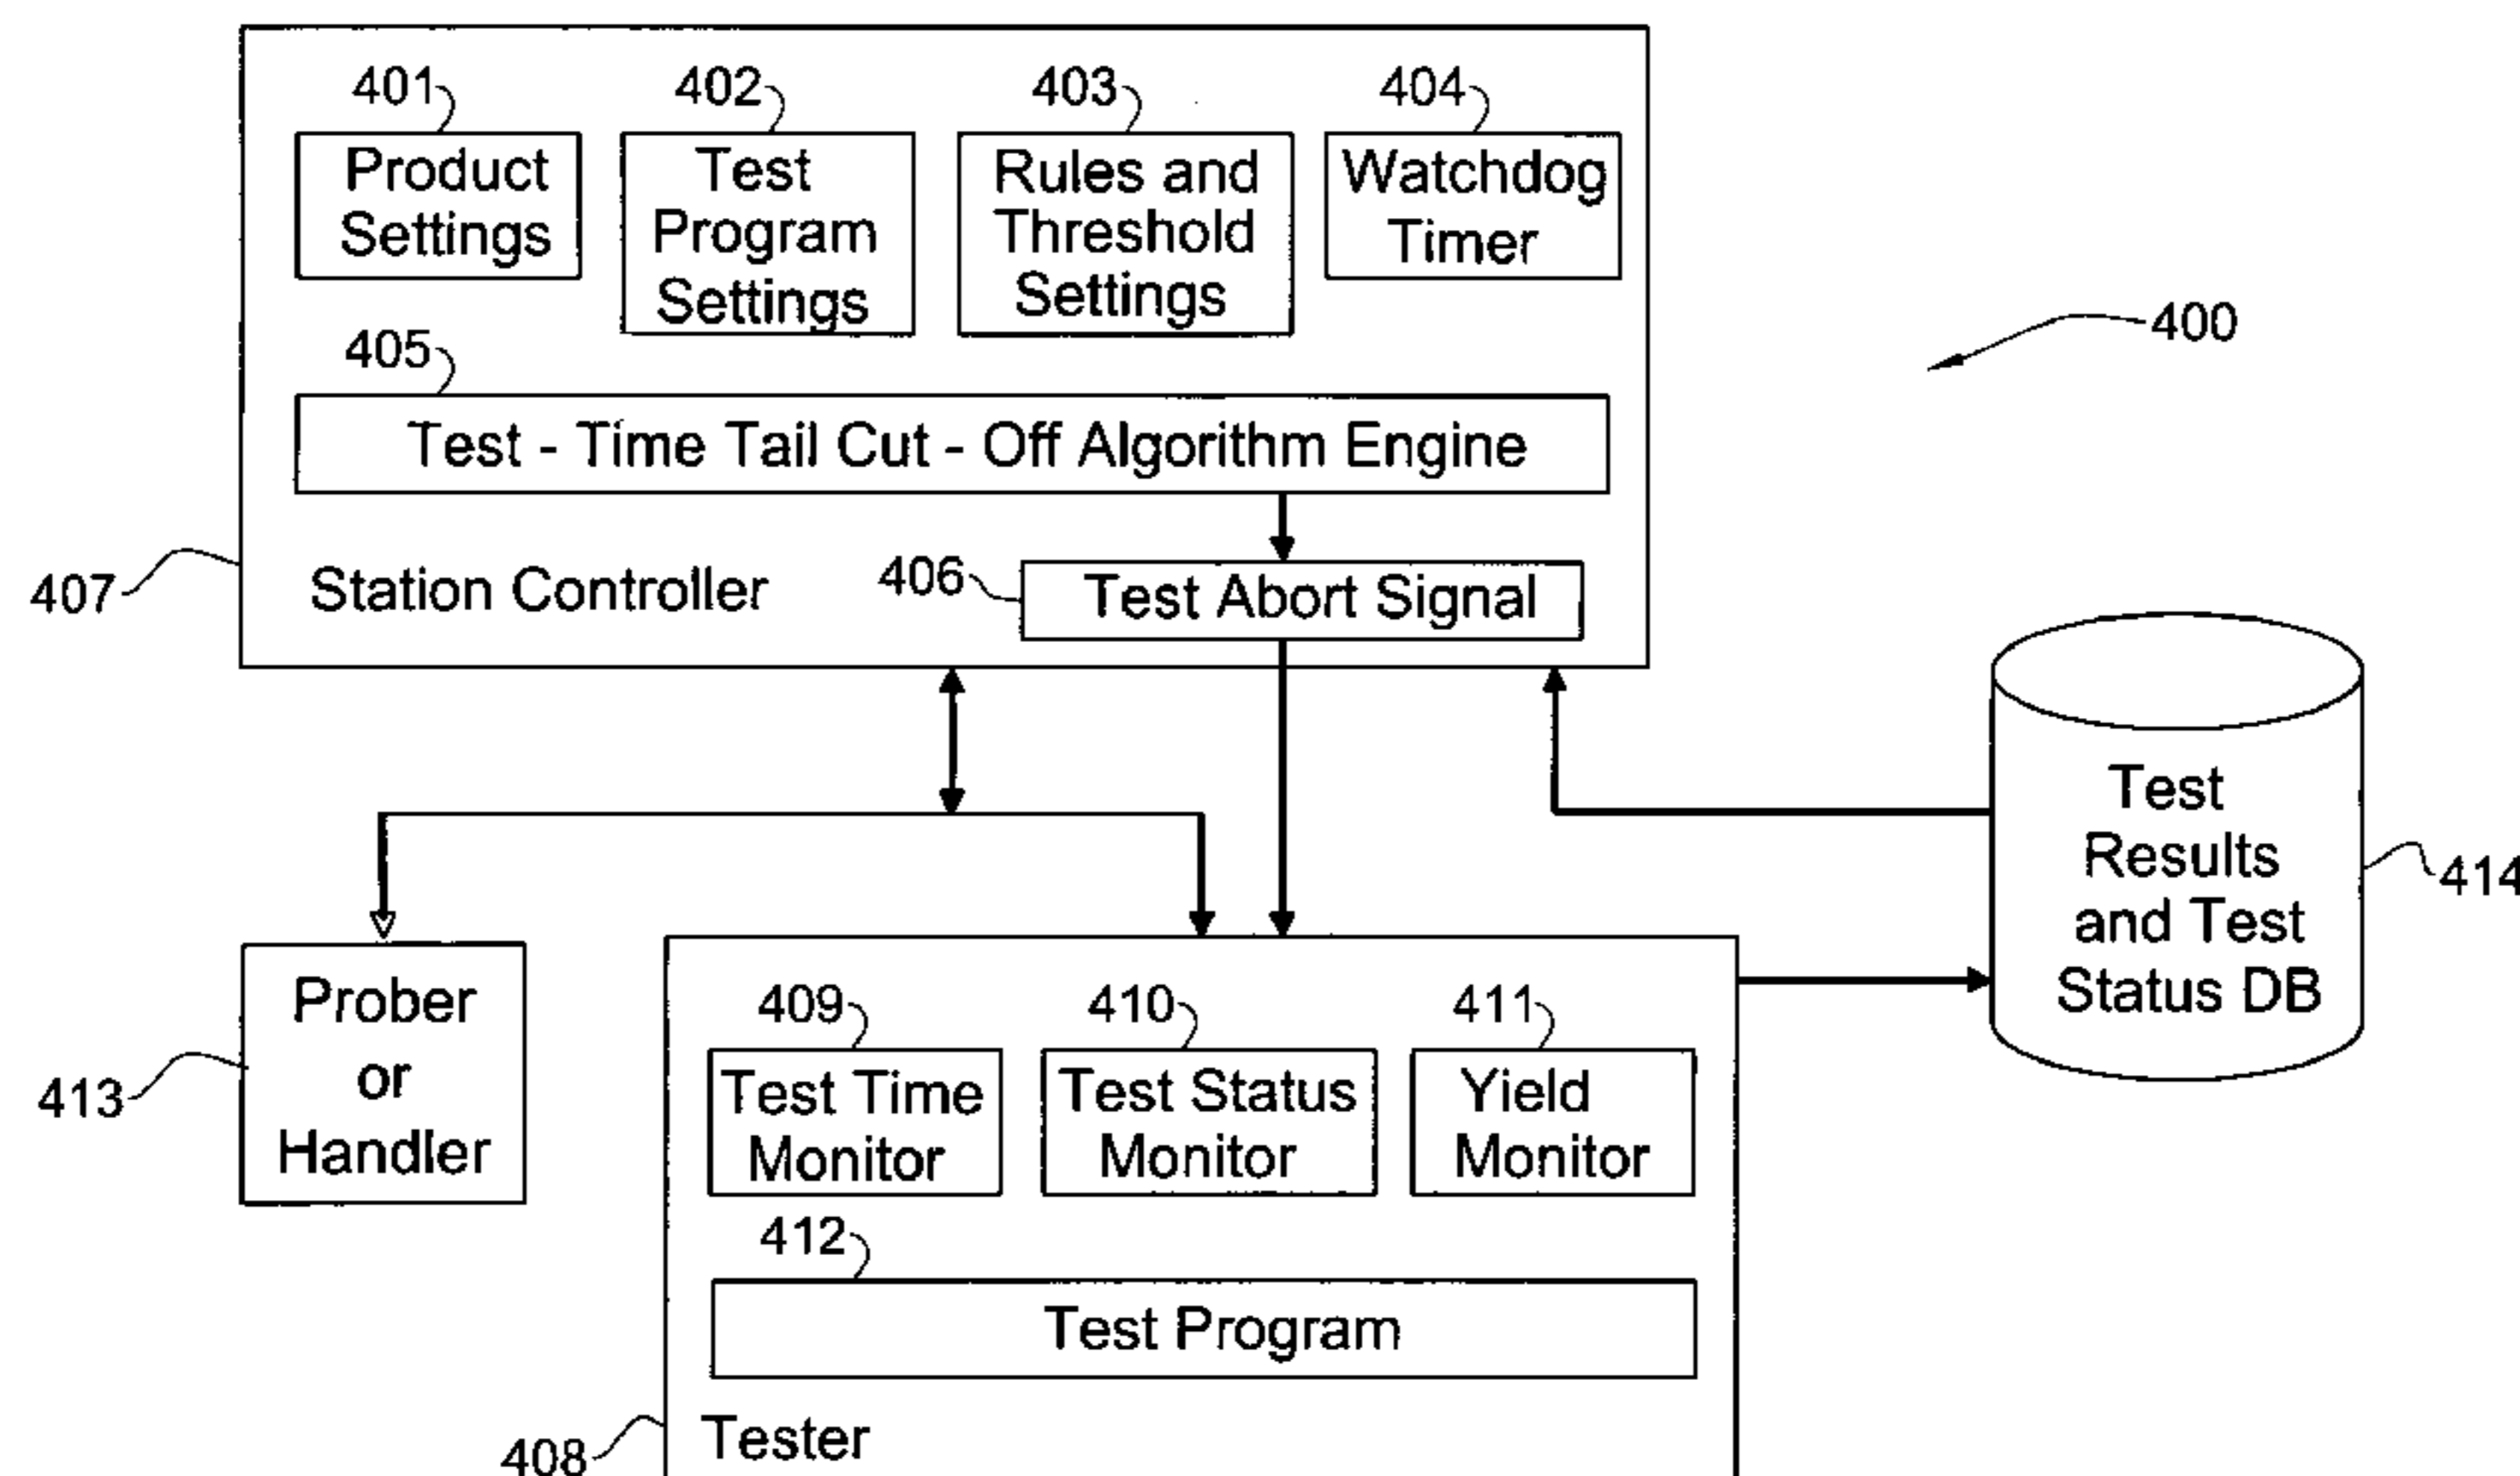 401
402
403
404
Product
Settings
Test
Program
Settings
Rules and
Threshold
Settings
Watchdog
Timer
400
405
Test - Time Tail Cut - Off Algorithm Engine
407
Station Controller
406
Test Abort Signal
Test
Results
and Test
Status DB
414
413
Prober
or
Handler
409
410
411
Test Time
Monitor
Test Status
Monitor
Yield
Monitor
412
Test Program
408
Tester